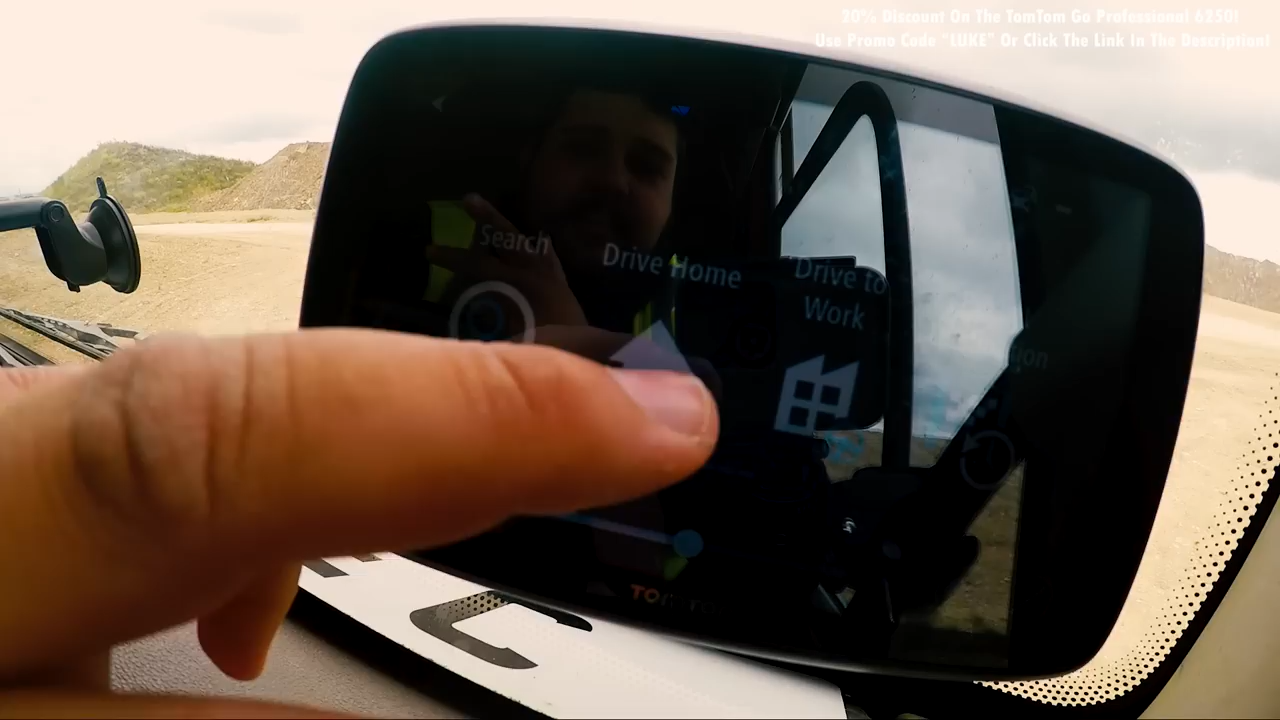 20% Discount On The TomTom Go Professional 6250!
Use Promo Code "LUKE" Or Click The Link In The Description!
Search
Drive Home
Drive to
Work
C